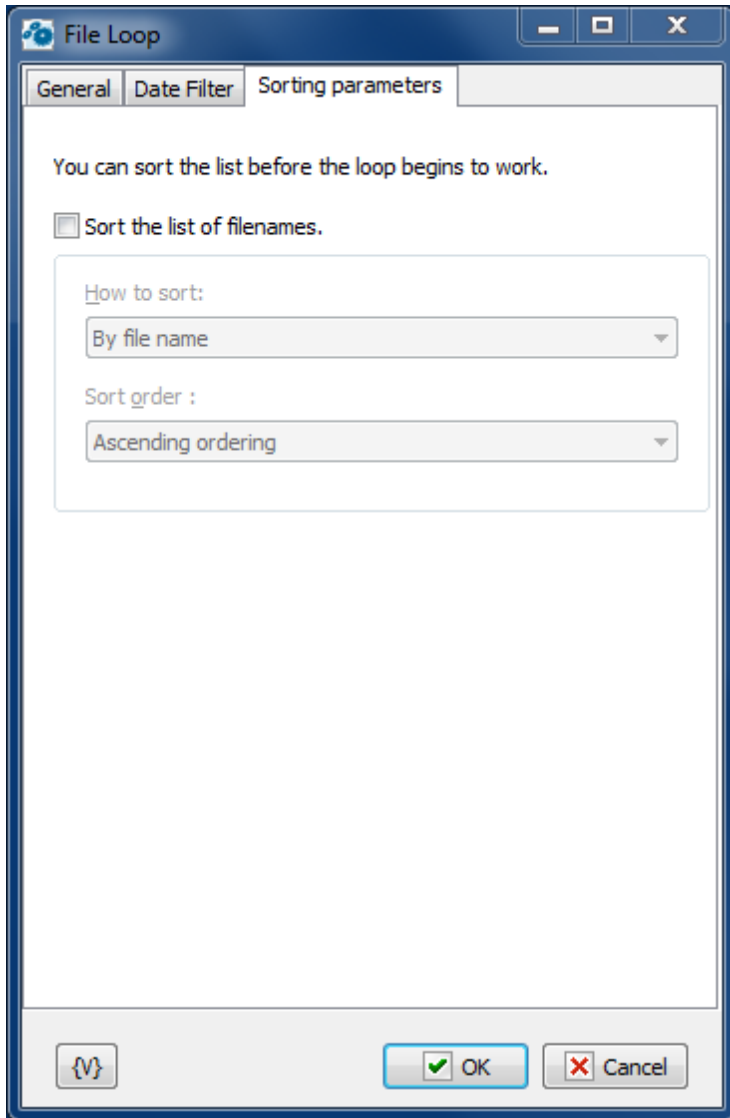 File Loop
General Date Filter Sorting parameters
You can sort the list before the loop begins to work.
Sort the list of filenames.
How to sort:
By file name
Sort order :
Ascending ordering
{V} OK Cancel